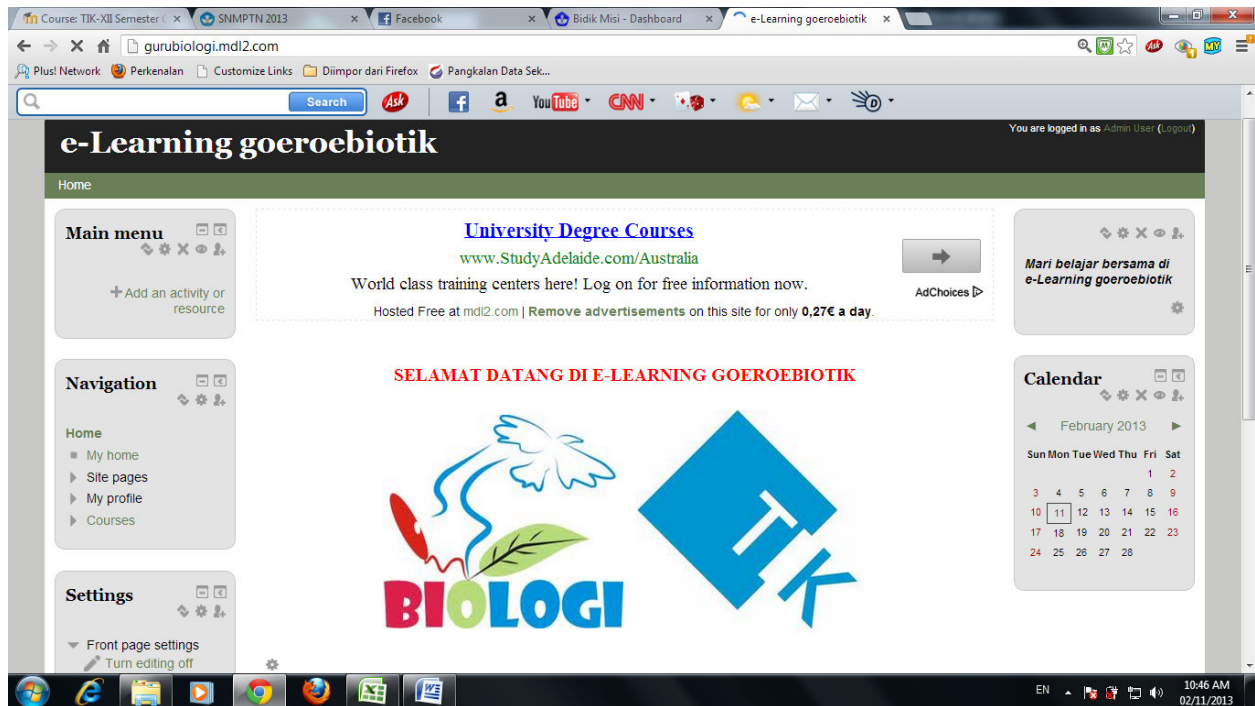 Course: TIK-XII Semester (
SNMPTN 2013
Facebook
Bidik Misi - Dashboard
e-Learning goeroebiotik
gurubiologi.mdl2.com
Plus! Network
Perkenalan
Customize Links
Diimpor dari Firefox
Pangkalan Data Sek...
Search
Ask
a
You Tube
CNN
e-Learning goeroebiotik
You are logged in as Admin User (Logout)
Home
Main menu
Add an activity or
resource
Navigation
Home
My home
Site pages
My profile
Courses
Settings
Front page settings
Turn editing off
University Degree Courses
www.StudyAdelaide.com/Australia
World class training centers here! Log on for free information now.
AdChoices
Hosted Free at mdl2.com | Remove advertisements on this site for only 0,27€ a day.
SELAMAT DATANG DI E-LEARNING GOEROEBIOTIK
BIOLOGI
TIK
Mari belajar bersama di
e-Learning goeroebiotik
Calendar
February 2013
Sun Mon Tue Wed Thu Fri Sat
1 2
3 4 5 6 7 8 9
10 11 12 13 14 15 16
17 18 19 20 21 22 23
24 25 26 27 28
EN
10:46 AM
02/11/2013